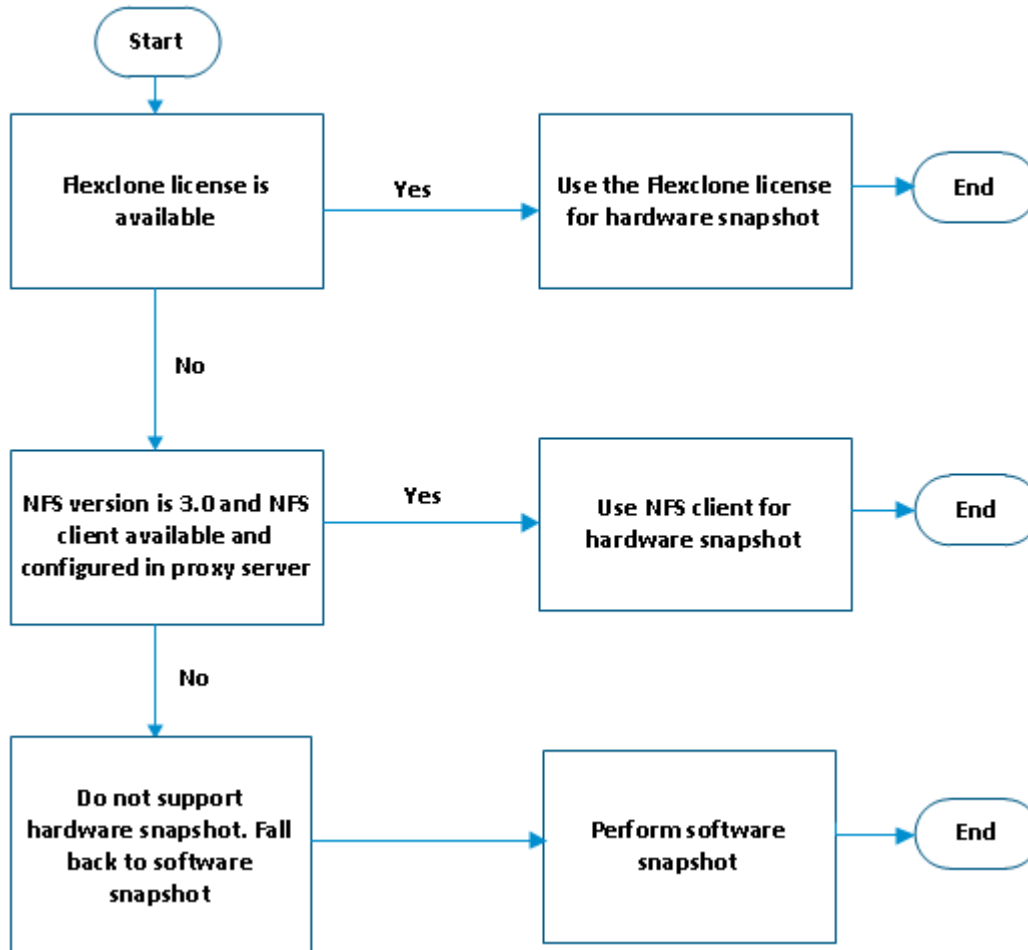 Start
Flexclone license is
available
Yes
Use the Flexclone license
for hardware snapshot
End
No
NFS version is 3.0 and NFS
client available and
configured in proxy server
Yes
Use NFS client for
hardware snapshot
End
No
Do not support
hardware snapshot. Fall
back to software
snapshot
Perform software
snapshot
End